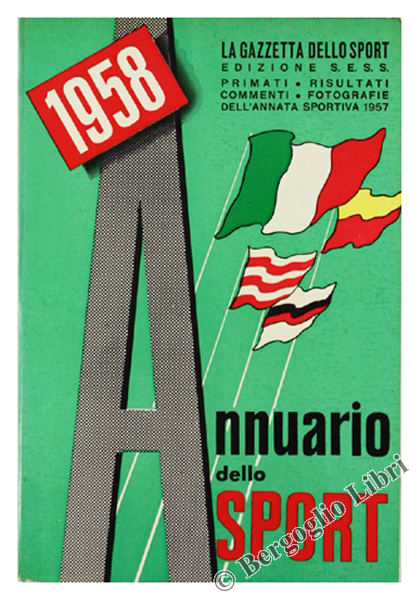 1958
LA GAZZETTA DELLO SPORT
EDIZIONE S.E.S.S.
PRIMATI • RISULTATI
COMMENTI • FOTOGRAFIE
DELL'ANNATA SPORTIVA 1957
Annuario
dello
SPORT
© Bergoglio Libri